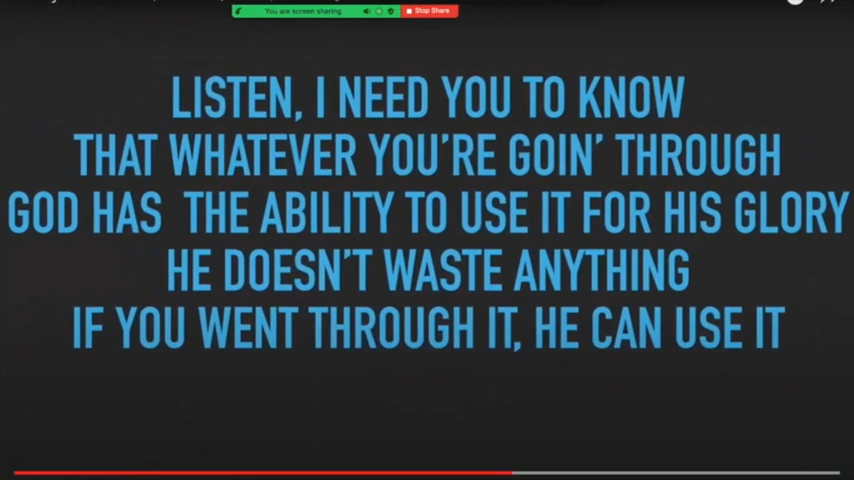 You are screen sharing
Stop Share
LISTEN, I NEED YOU TO KNOW
THAT WHATEVER YOU'RE GOIN' THROUGH
GOD HAS THE ABILITY TO USE IT FOR HIS GLORY
HE DOESN'T WASTE ANYTHING
IF YOU WENT THROUGH IT, HE CAN USE IT